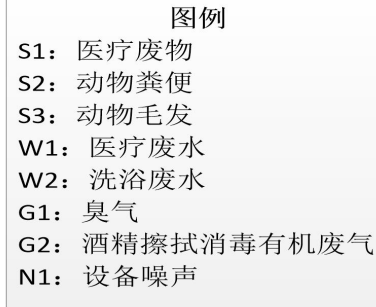 图例
S1：医疗废物
S2：动物粪便
S3：动物毛发
W1：医疗废水
W2：洗浴废水
G1：臭气
G2：酒精擦拭消毒有机废气
N1：设备噪声